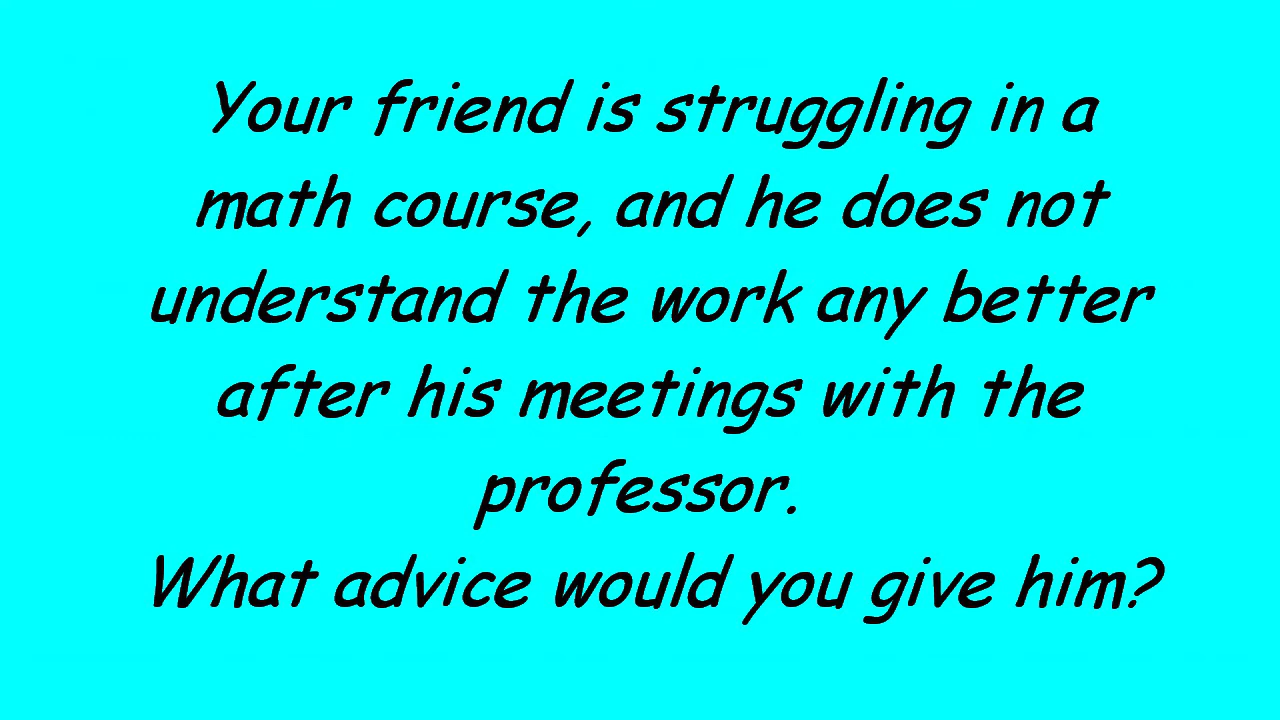 Your friend is struggling in a
math course, and he does not
understand the work any better
after his meetings with the
professor.
What advice would you give him?